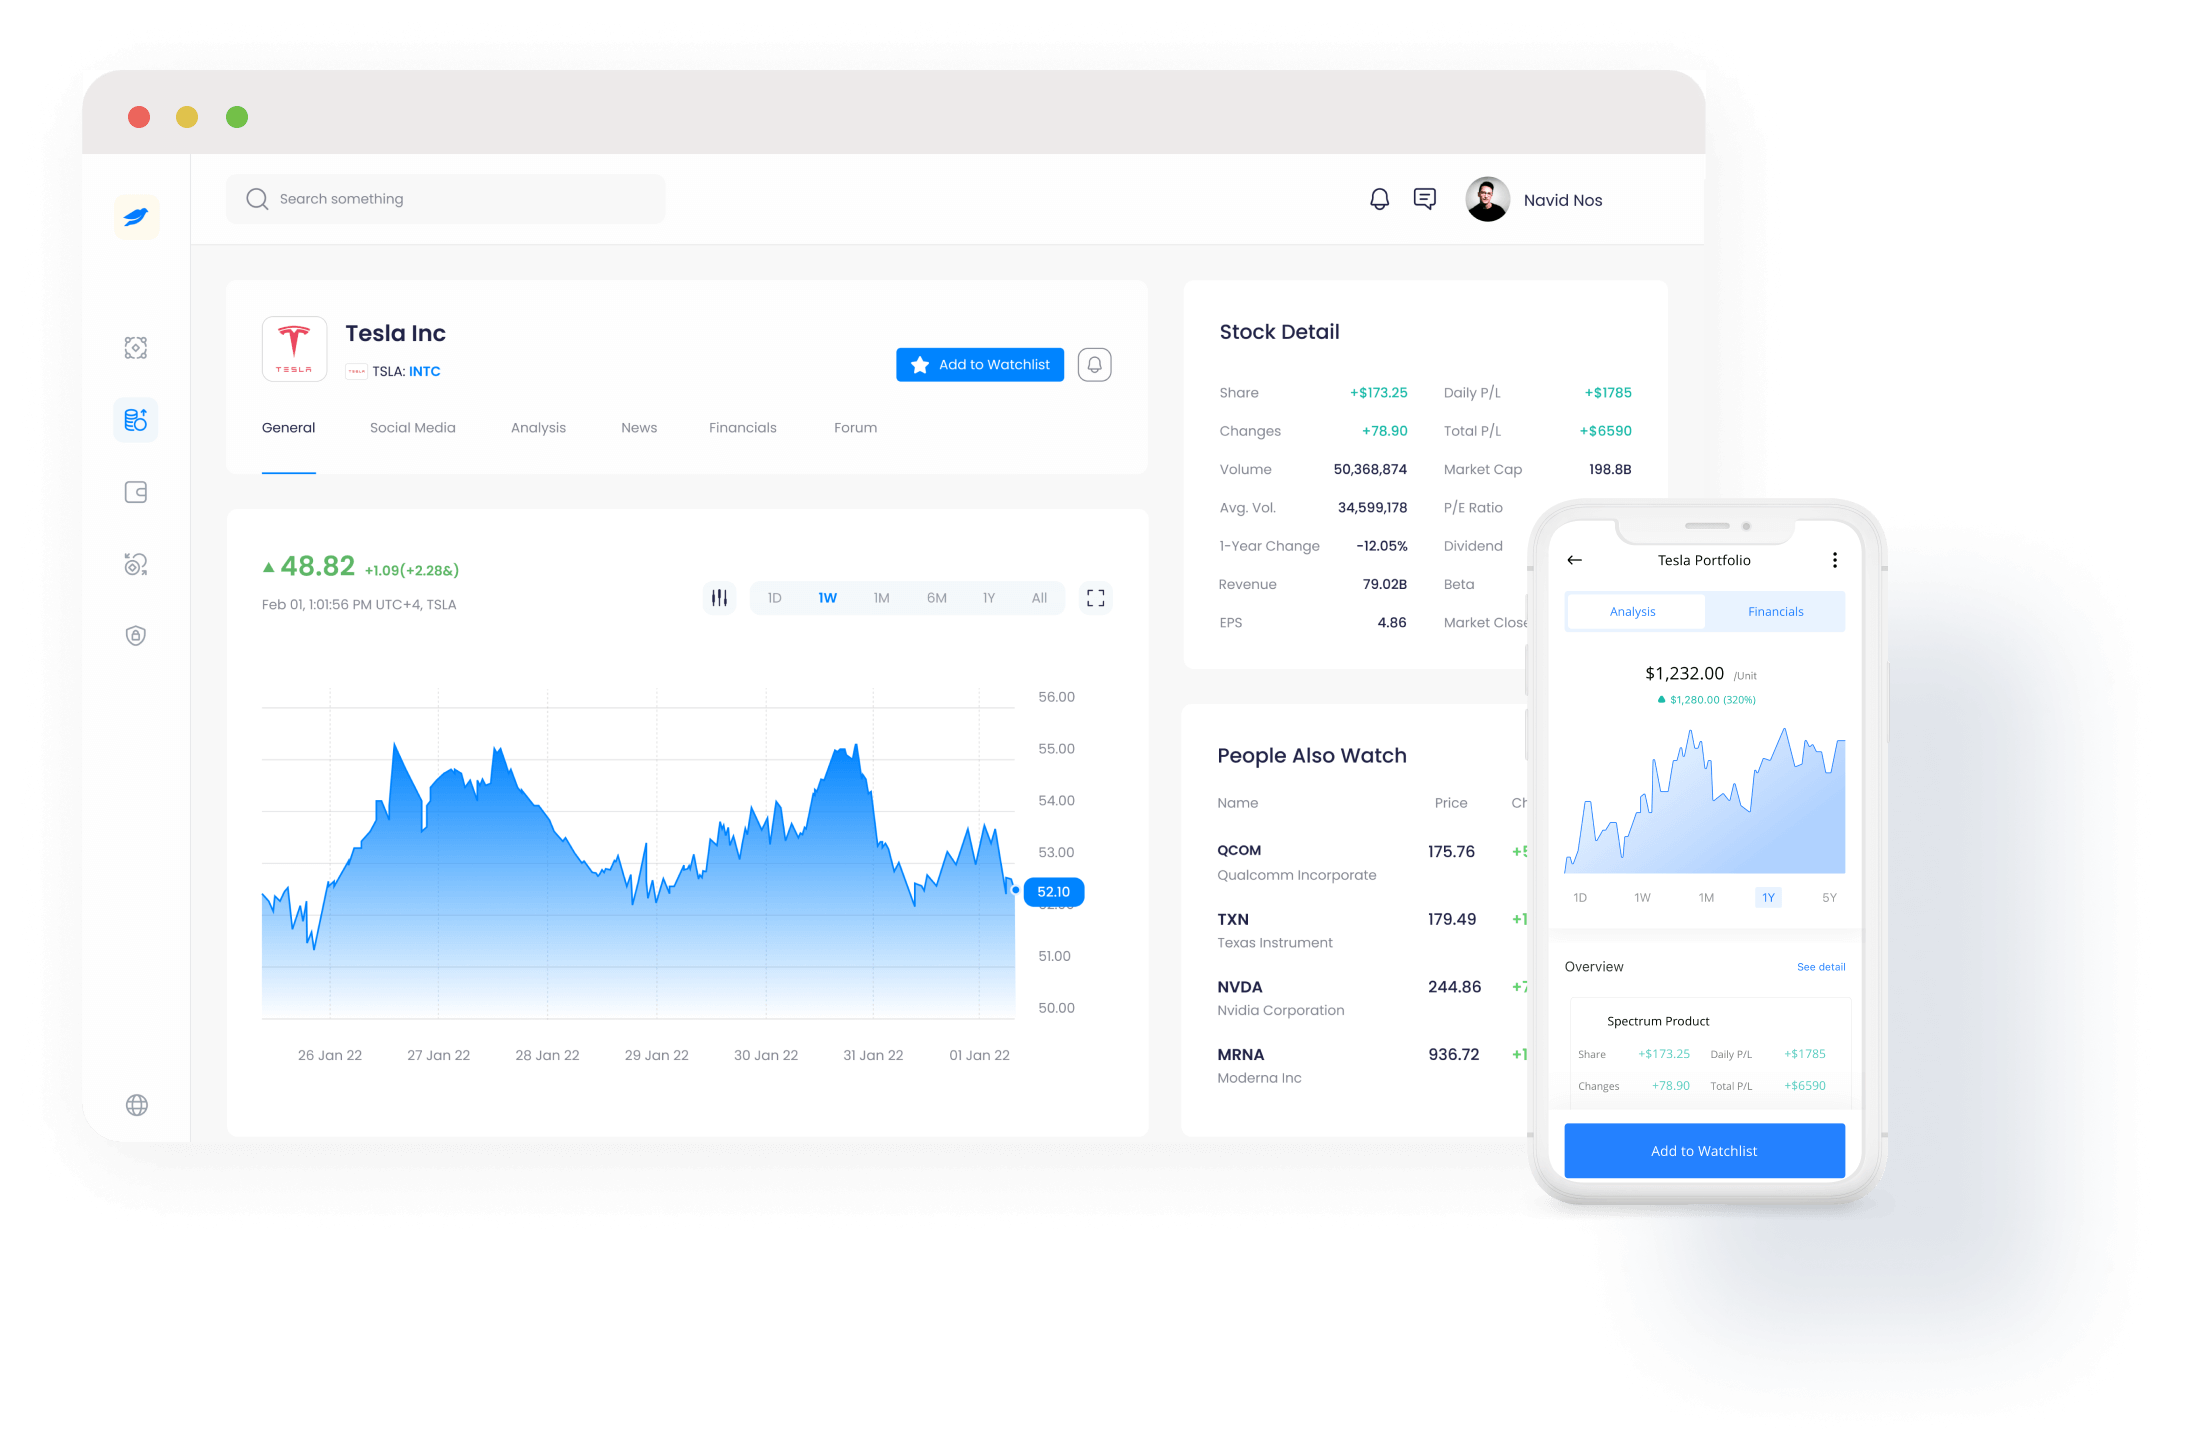 Search something
Navid Nos
TESLA
Tesla Inc
TSLA: INTC
Add to Watchlist
General Social Media Analysis News Financials Forum
48.82 +1.09(+2.28&)
Feb 01, 1:01:56 PM UTC+4, TSLA
1D 1W 1M 6M 1Y All
56.00
55.00
54.00
53.00
52.10
51.00
50.00
26 Jan 22 27 Jan 22 28 Jan 22 29 Jan 22 30 Jan 22 31 Jan 22 01 Jan 22
Stock Detail
Share +$173.25 Daily P/L +$1785
Changes +78.90 Total P/L +$6590
Volume 50,368,874 Market Cap 198.8B
Avg. Vol. 34,599,178 P/E Ratio
1-Year Change -12.05% Dividend
Revenue 79.02B Beta
EPS 4.86 Market Close
People Also Watch
Name Price
QCOM 175.76
Qualcomm Incorporate
TXN 179.49
Texas Instrument
NVDA 244.86
Nvidia Corporation
MRNA 936.72
Moderna Inc
Tesla Portfolio
Analysis Financials
$1,232.00 /Unit
$1,280.00 (320%)
1D 1W 1M 1Y 5Y
Overview See detail
Spectrum Product
Share +$173.25 Daily P/L +$1785
Changes +78.90 Total P/L +$6590
Add to Watchlist